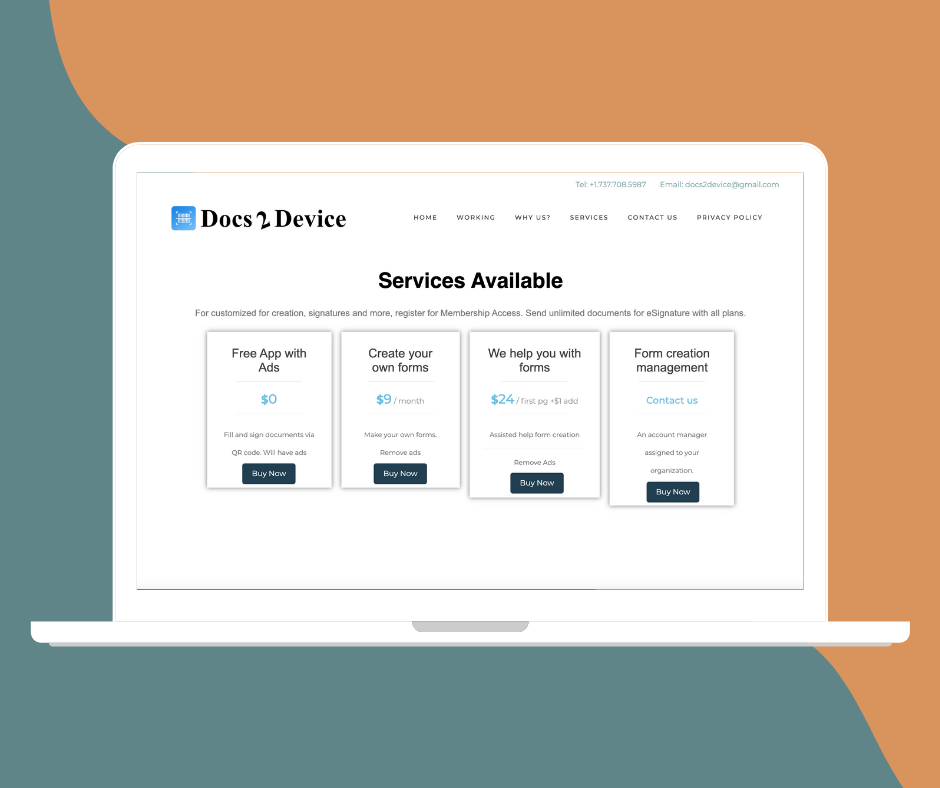 Tel: +1.737.708.5987 Email: docs2device@gmail.com
Docs 2 Device
HOME WORKING WHY US? SERVICES CONTACT US PRIVACY POLICY
Services Available
For customized for creation, signatures and more, register for Membership Access. Send unlimited documents for eSignature with all plans.
Free App with
Ads
$0
Fill and sign documents via
QR code. Will have ads
Buy Now
Create your
own forms
$9 / month
Make your own forms.
Remove ads
Buy Now
We help you with
forms
$24 / first pg +$1 add
Assisted help form creation
Remove Ads
Buy Now
Form creation
management
Contact us
An account manager
assigned to your
organization.
Buy Now